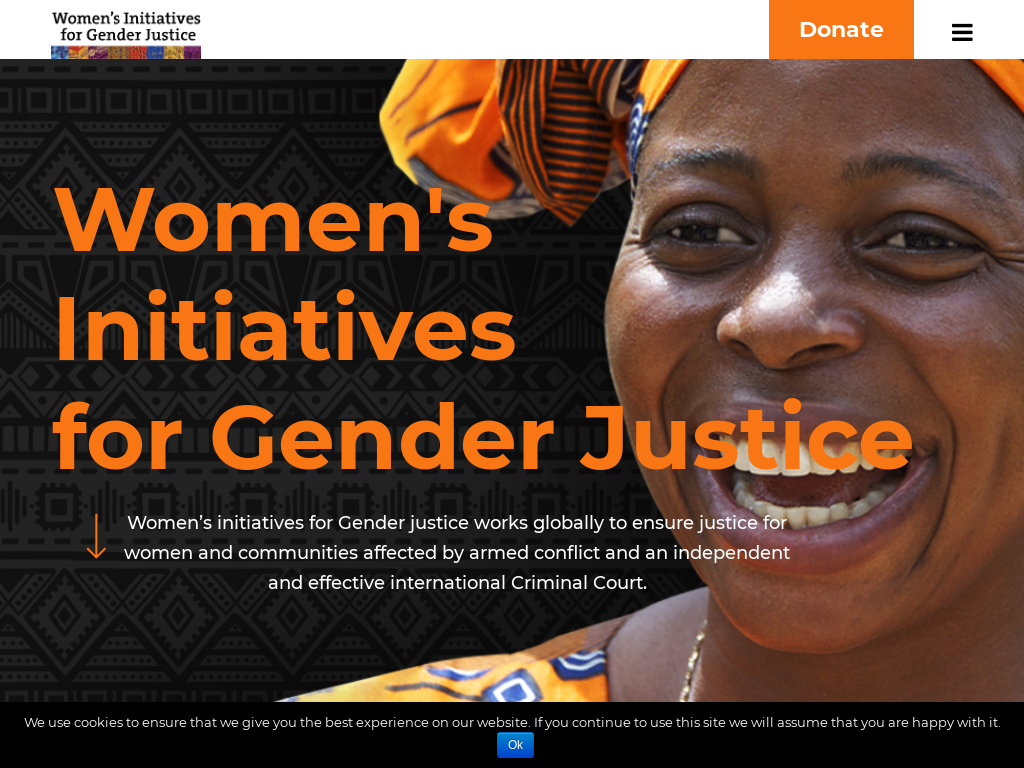 Women's Initiatives
for Gender Justice
Donate
Women's
Initiatives
for Gender Justice
Women’s initiatives for Gender justice works globally to ensure justice for
women and communities affected by armed conflict and an independent
and effective international Criminal Court.
We use cookies to ensure that we give you the best experience on our website. If you continue to use this site we will assume that you are happy with it.
Ok